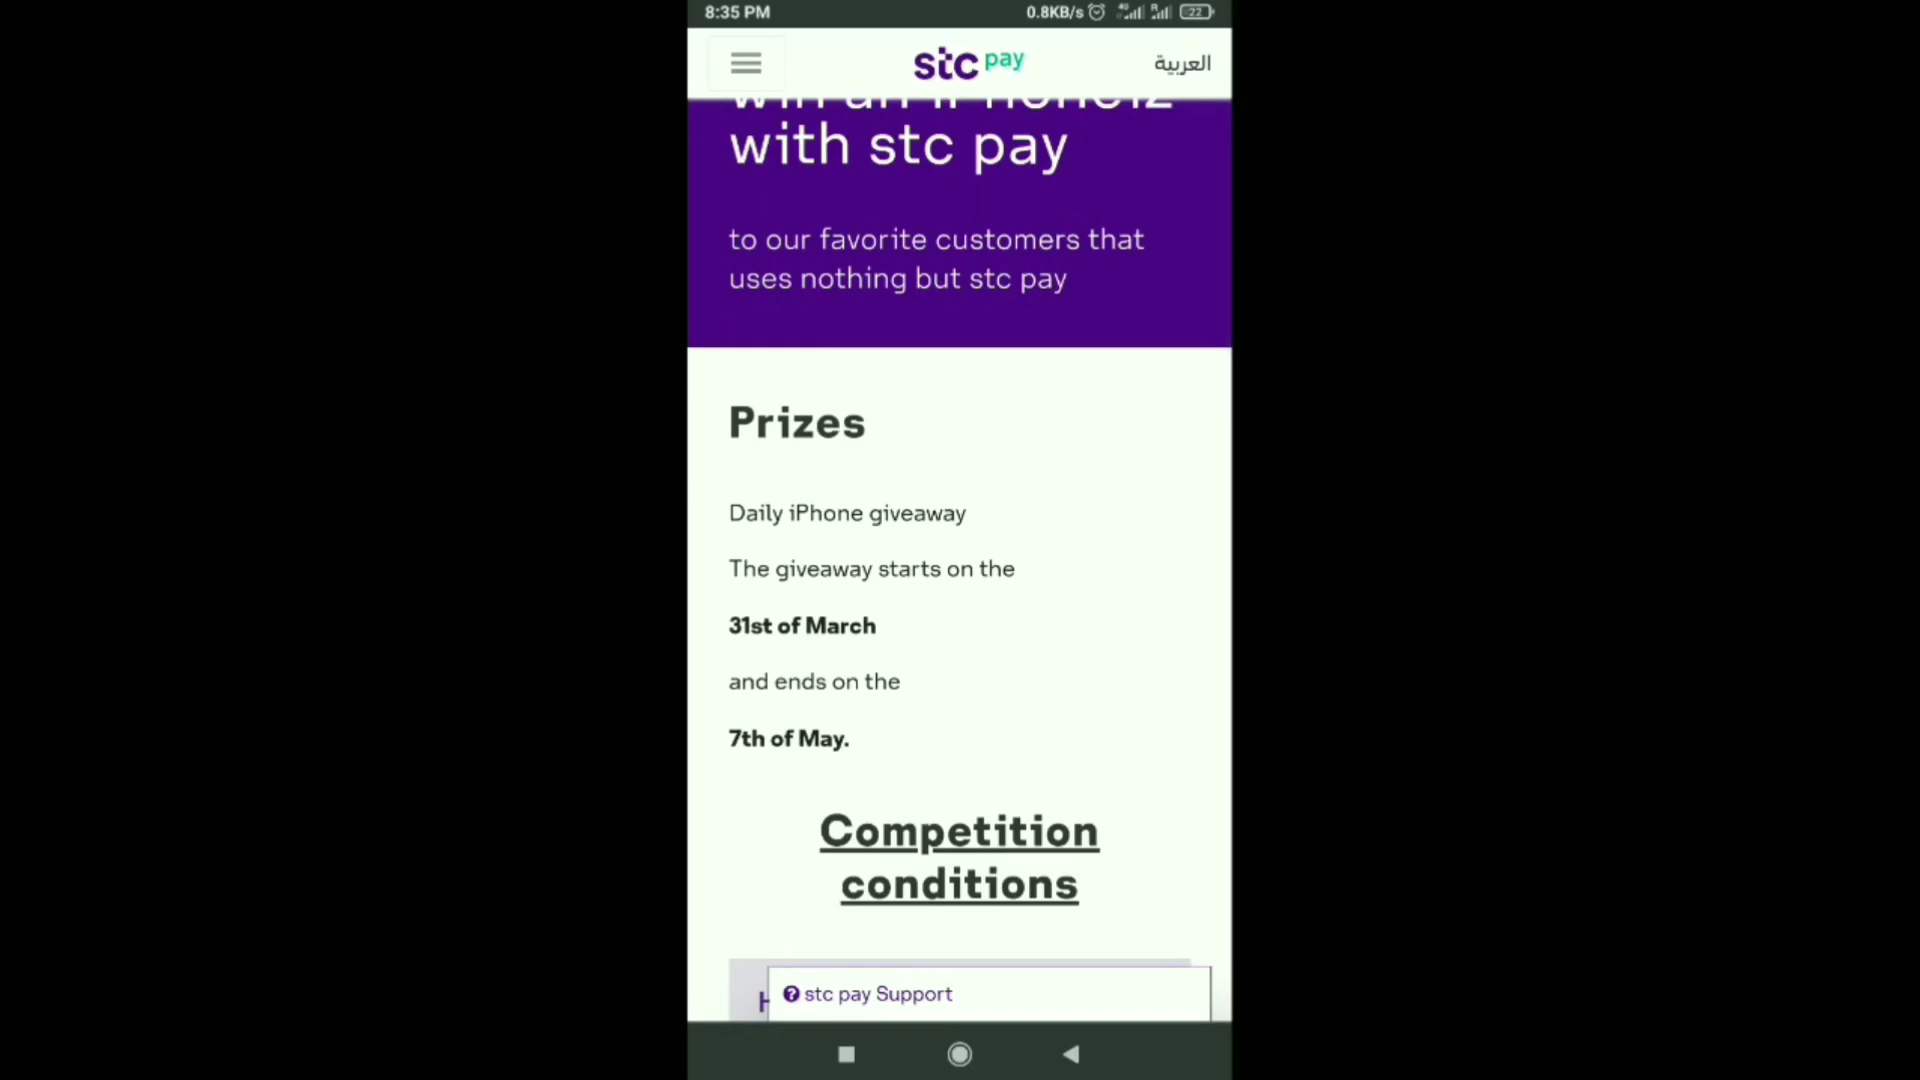 8:35 PM 0.8KB/s 4G R 22
stc pay العربية
with stc pay
to our favorite customers that
uses nothing but stc pay
Prizes
Daily iPhone giveaway
The giveaway starts on the
31st of March
and ends on the
7th of May.
Competition
conditions
stc pay Support